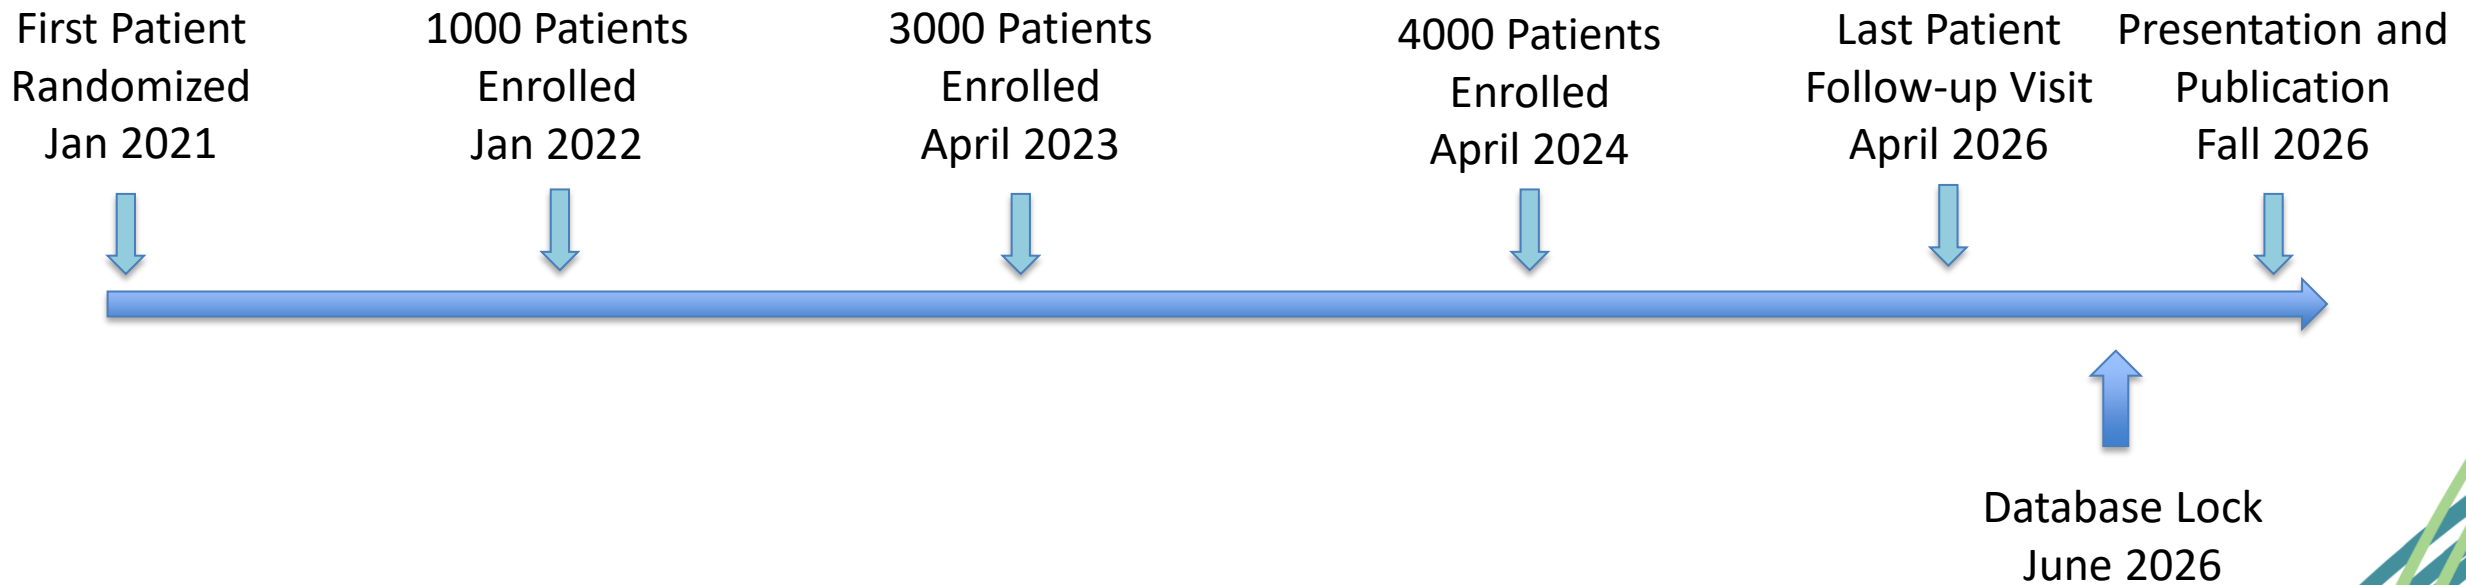 First Patient
Randomized
Jan 2021
1000 Patients
Enrolled
Jan 2022
3000 Patients
Enrolled
April 2023
4000 Patients
Enrolled
April 2024
Last Patient
Follow-up Visit
April 2026
Presentation and
Publication
Fall 2026
Database Lock
June 2026